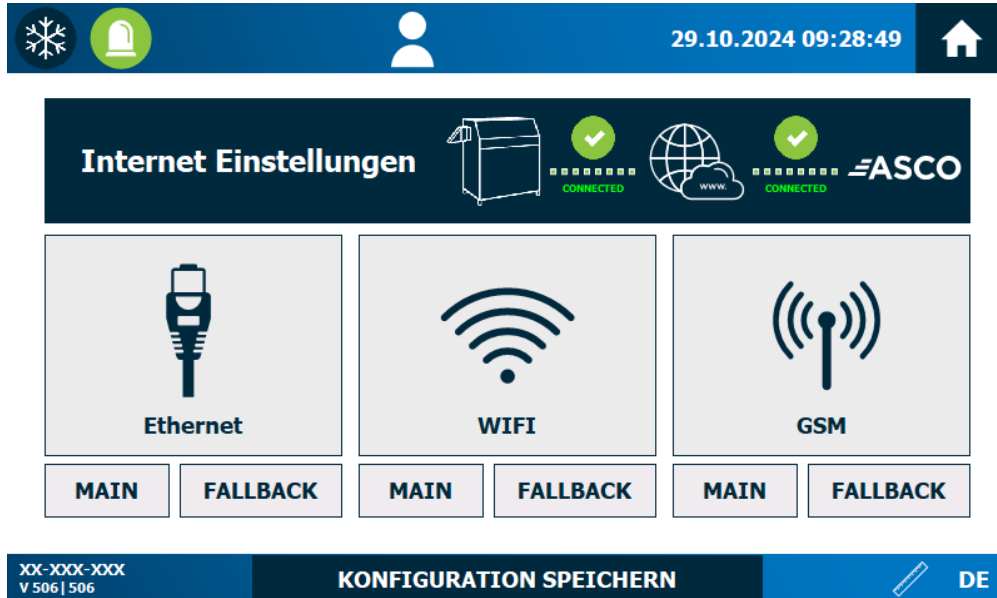 29.10.2024 09:28:49
Internet Einstellungen
CONNECTED
www.
CONNECTED
ASCO
Ethernet
WIFI
GSM
MAIN
FALLBACK
MAIN
FALLBACK
MAIN
FALLBACK
XX-XXX-XXX
V 506|506
KONFIGURATION SPEICHERN
DE